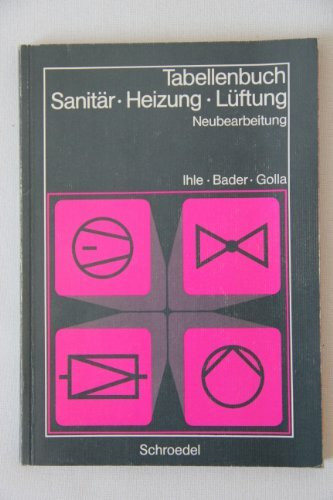 Tabellenbuch
Sanitär · Heizung · Lüftung
Neubearbeitung
Ihle · Bader · Golla
Schroedel